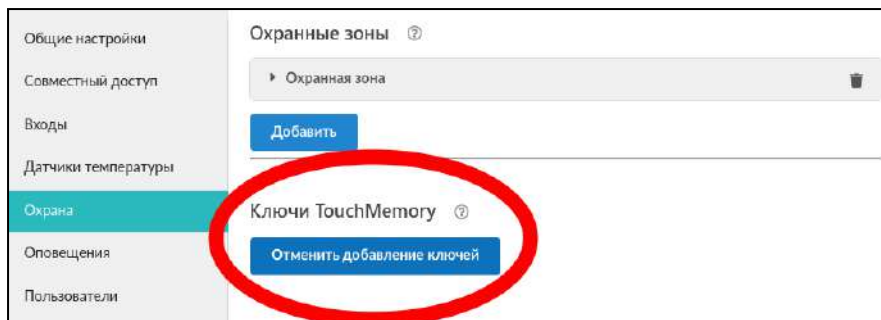 Общие настройки
Совместный доступ
Входы
Датчики температуры
Охрана
Оповещения
Пользователи
Охранные зоны ?
Охранная зона
Добавить
Ключи TouchMemory ?
Отменить добавление ключей